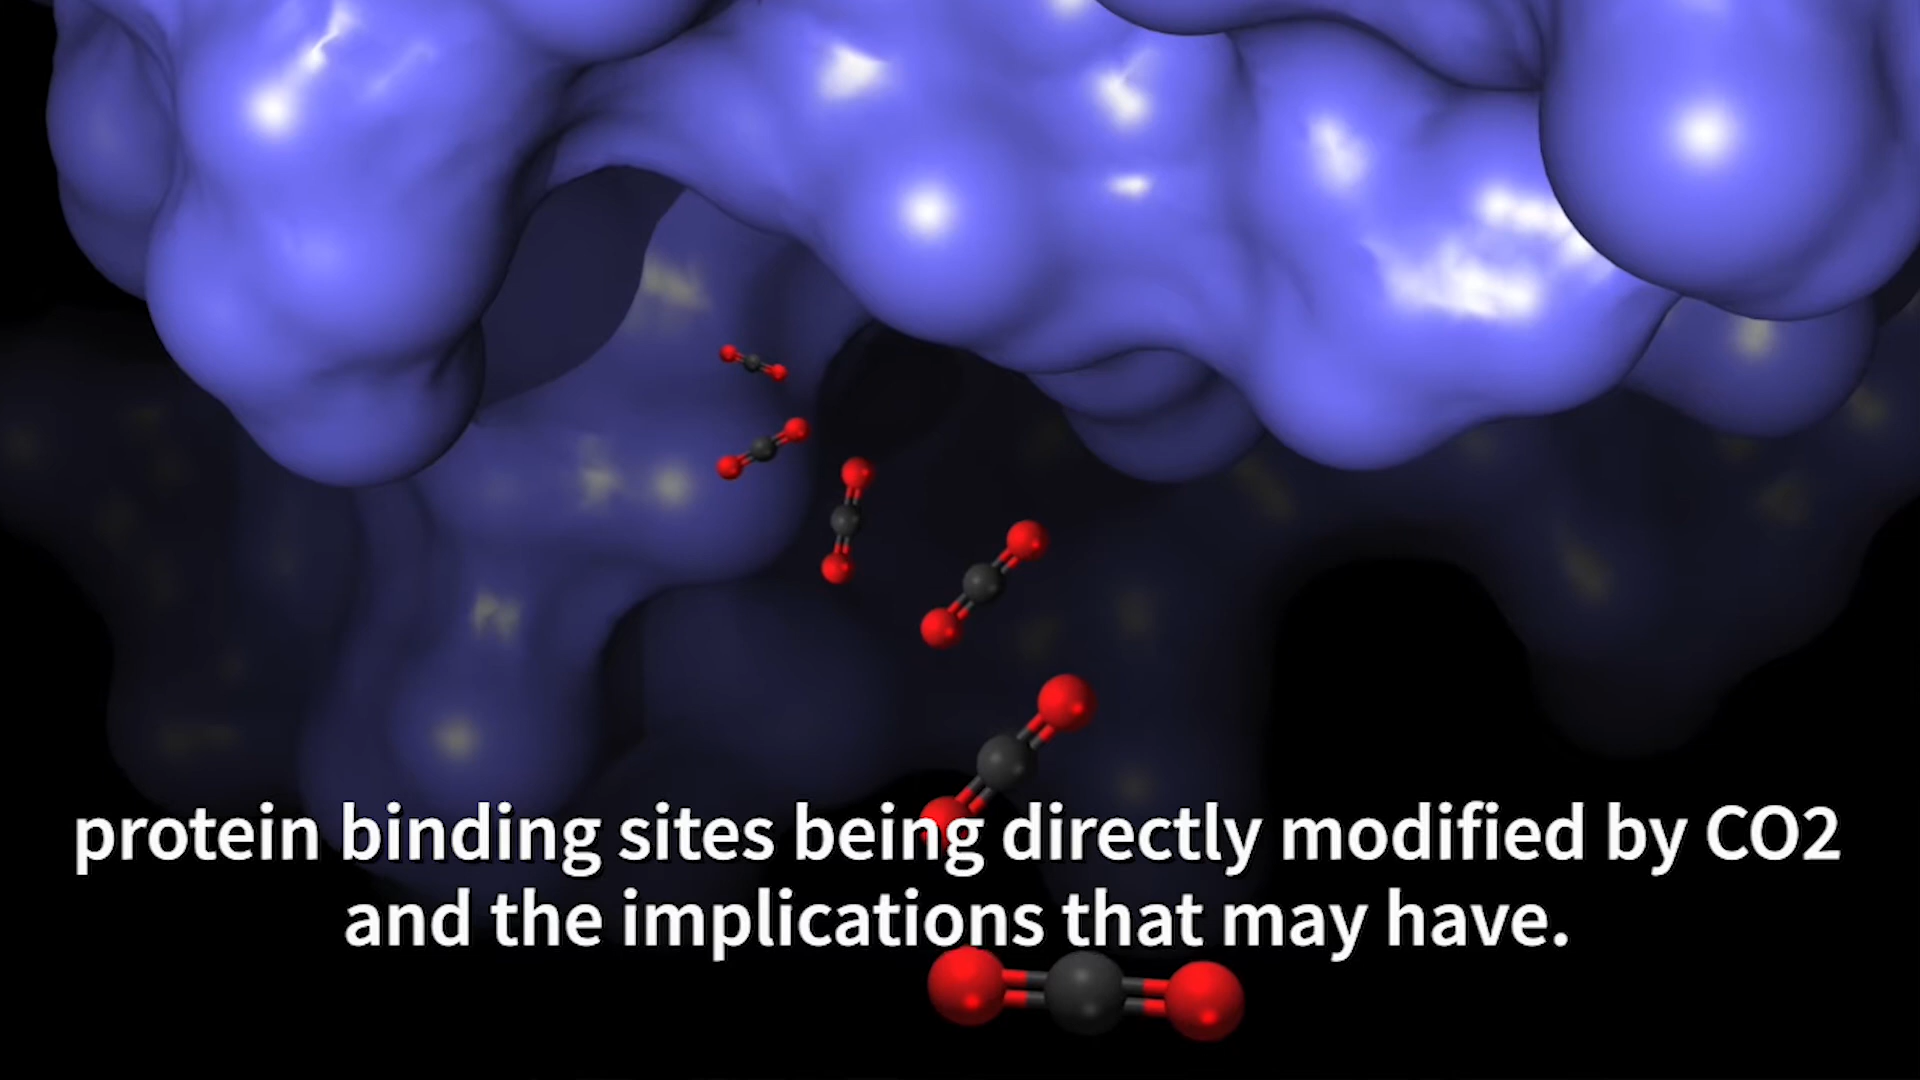 protein binding sites being directly modified by CO2
and the implications that may have.